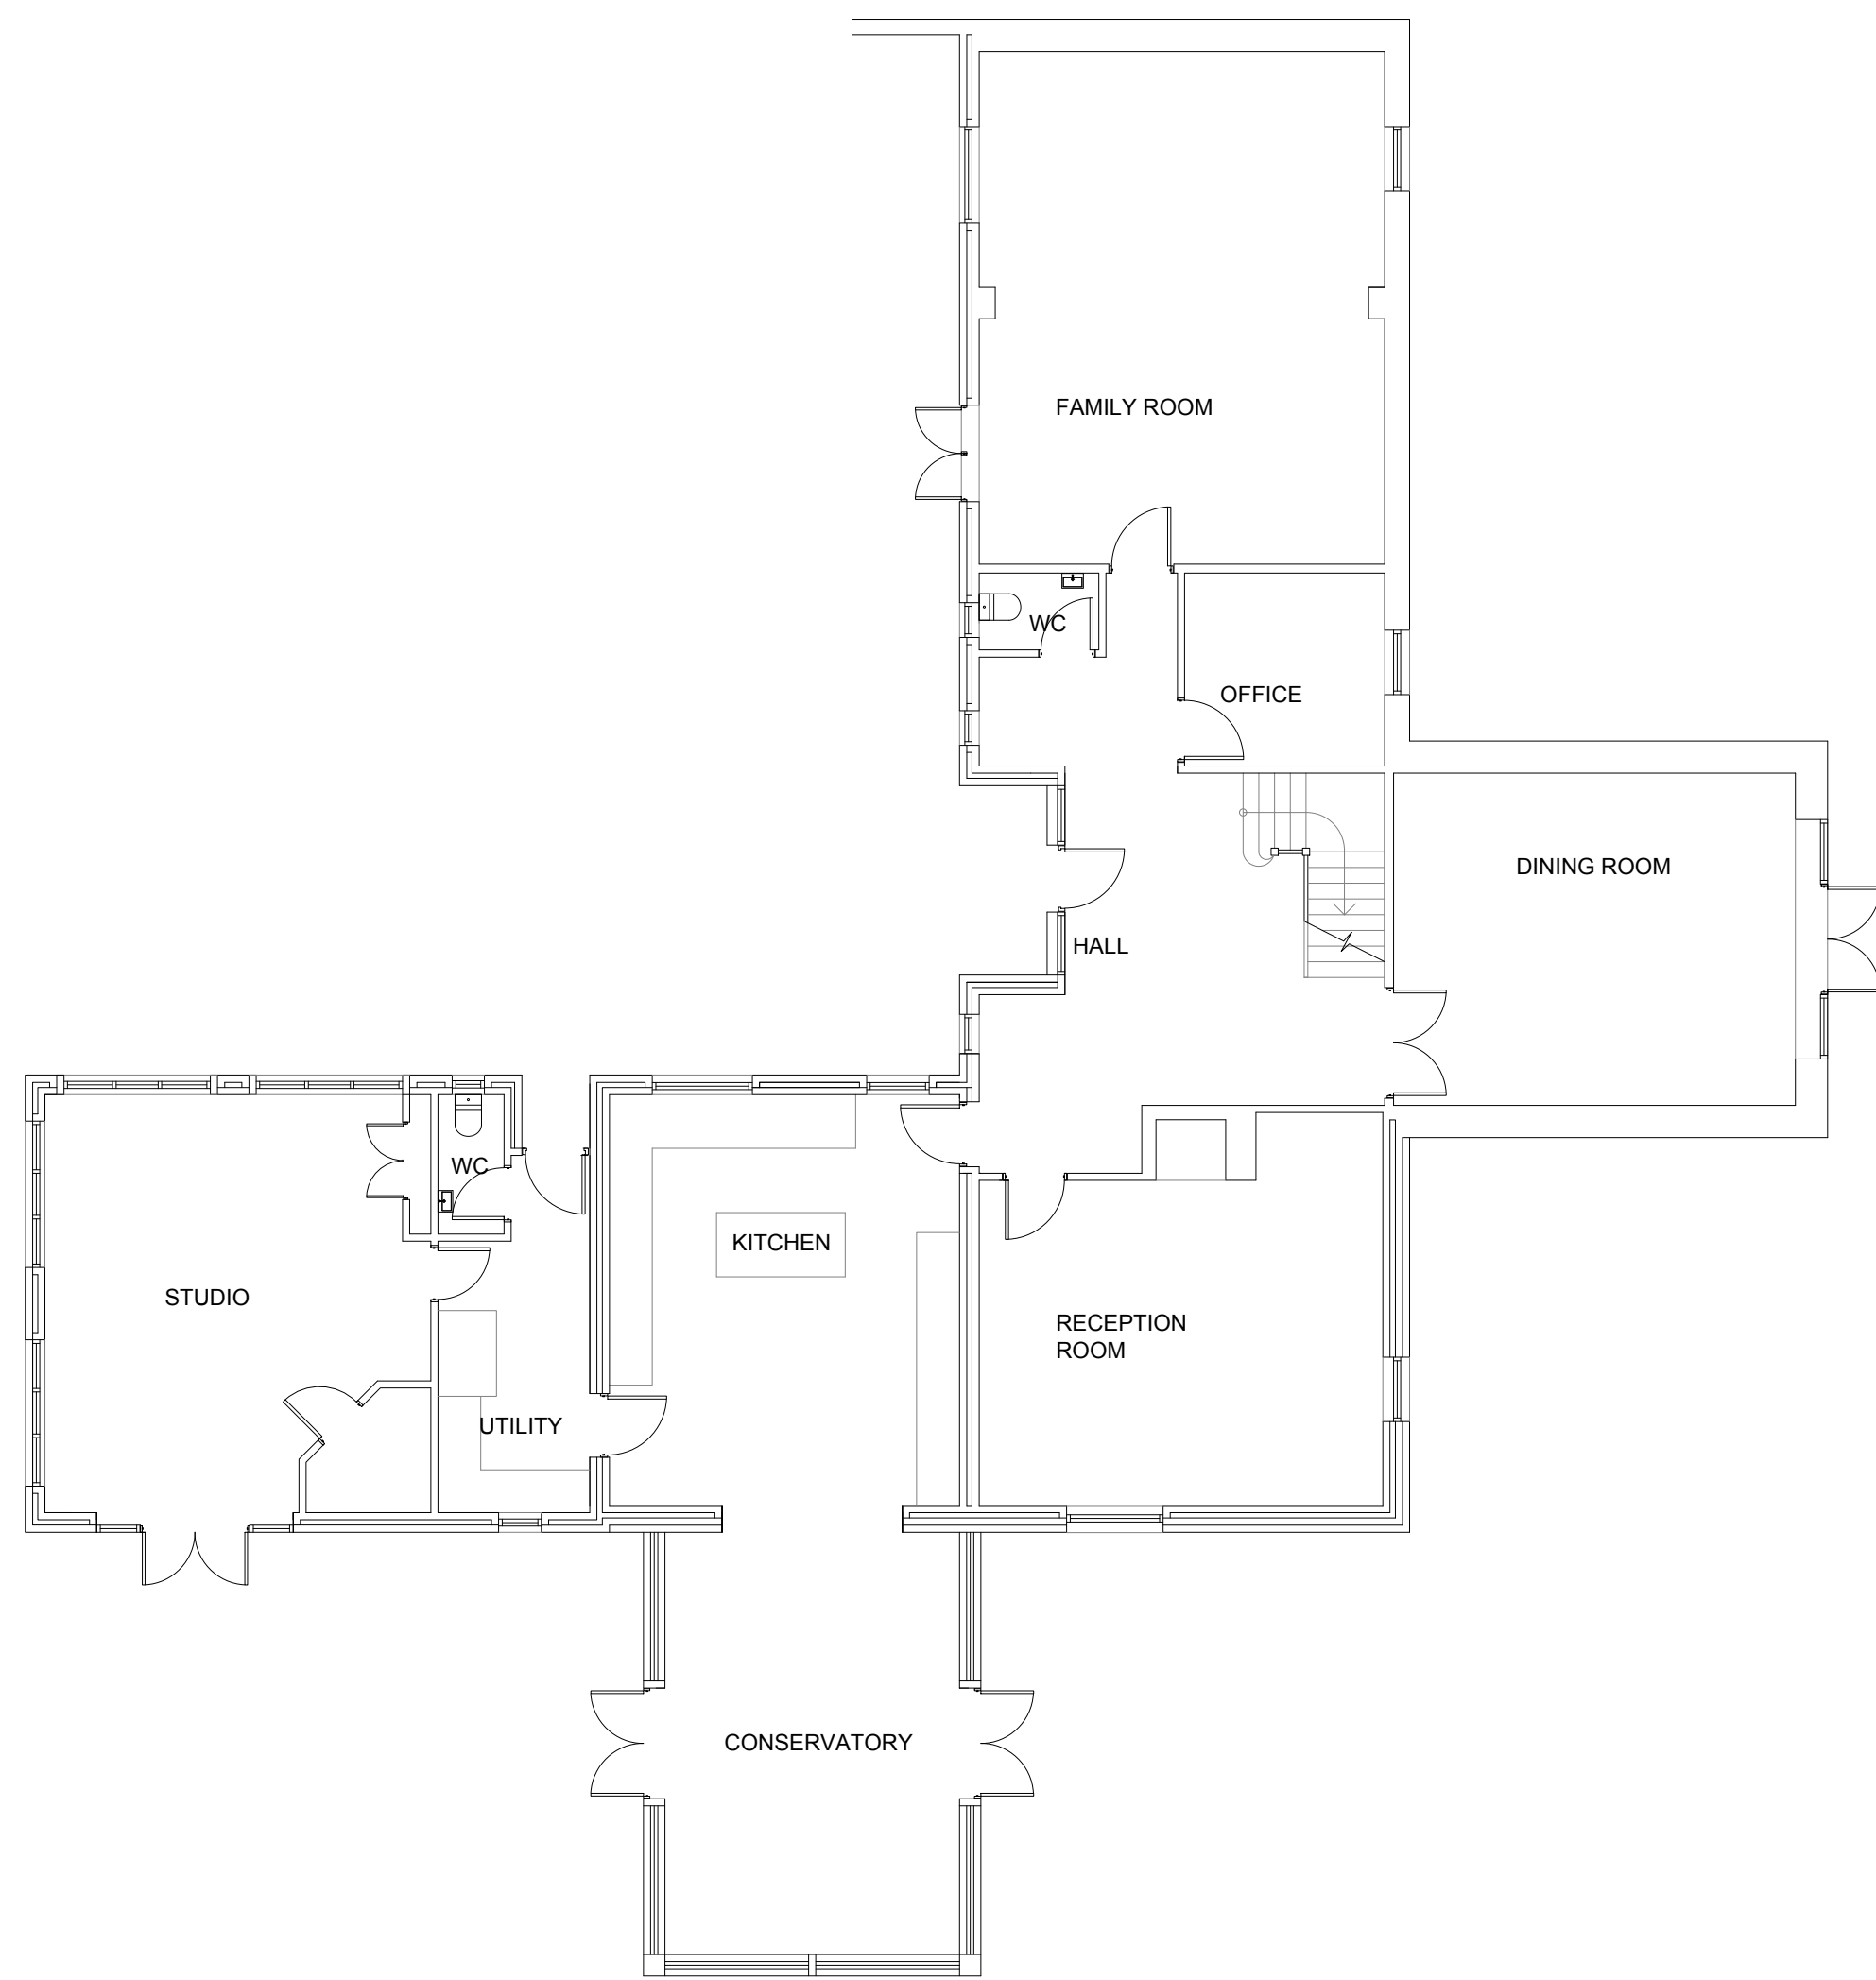 FAMILY ROOM
WC
OFFICE
DINING ROOM
HALL
WC
KITCHEN
STUDIO
RECEPTION
ROOM
UTILITY
CONSERVATORY